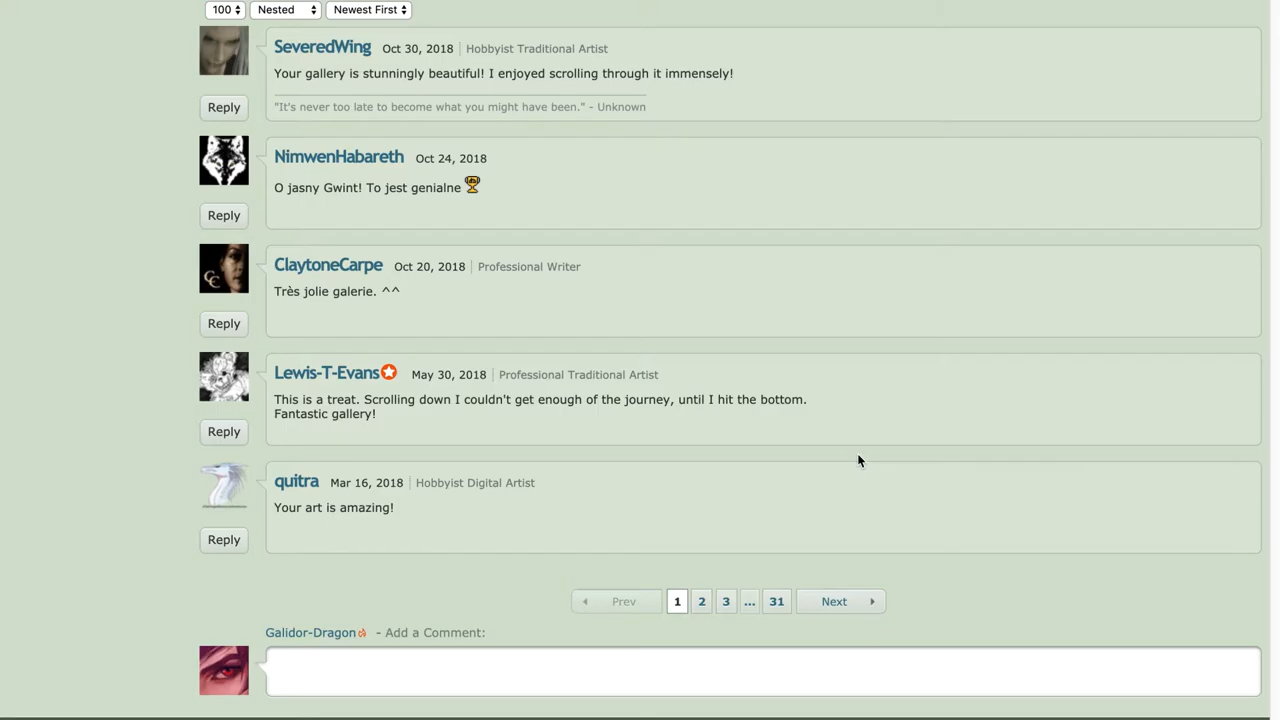 100 Nested Newest First
SeveredWing Oct 30, 2018 Hobbyist Traditional Artist
Your gallery is stunningly beautiful! I enjoyed scrolling through it immensely!
"It's never too late to become what you might have been." - Unknown
Reply
NimwenHabareth Oct 24, 2018
O jasny Gwint! To jest genialne
Reply
ClaytoneCarpe Oct 20, 2018 Professional Writer
Très jolie galerie. ^^
Reply
Lewis-T-Evans May 30, 2018 Professional Traditional Artist
This is a treat. Scrolling down I couldn't get enough of the journey, until I hit the bottom.
Fantastic gallery!
Reply
quitra Mar 16, 2018 Hobbyist Digital Artist
Your art is amazing!
Reply
Prev 1 2 3 ... 31 Next
Galidor-Dragon - Add a Comment: